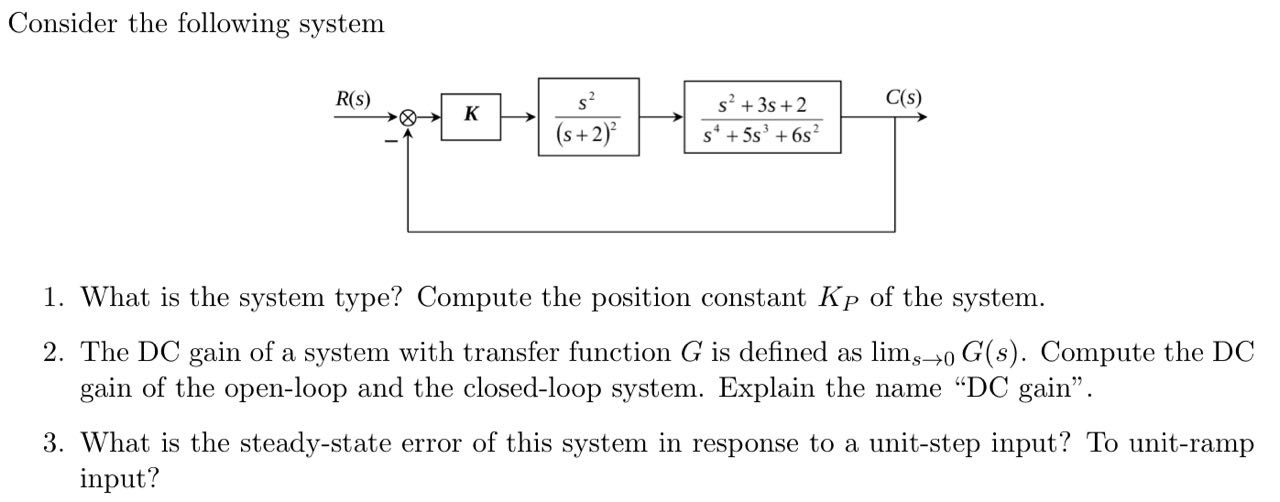 Consider the following system
R(s)
K
s²
(s+2)²
s² + 3s + 2
s⁴ + 5s³ + 6s²
C(s)
−
1. What is the system type? Compute the position constant K_P of the system.
2. The DC gain of a system with transfer function G is defined as lim_{s→0} G(s). Compute the DC
gain of the open-loop and the closed-loop system. Explain the name “DC gain”.
3. What is the steady-state error of this system in response to a unit-step input? To unit-ramp
input?